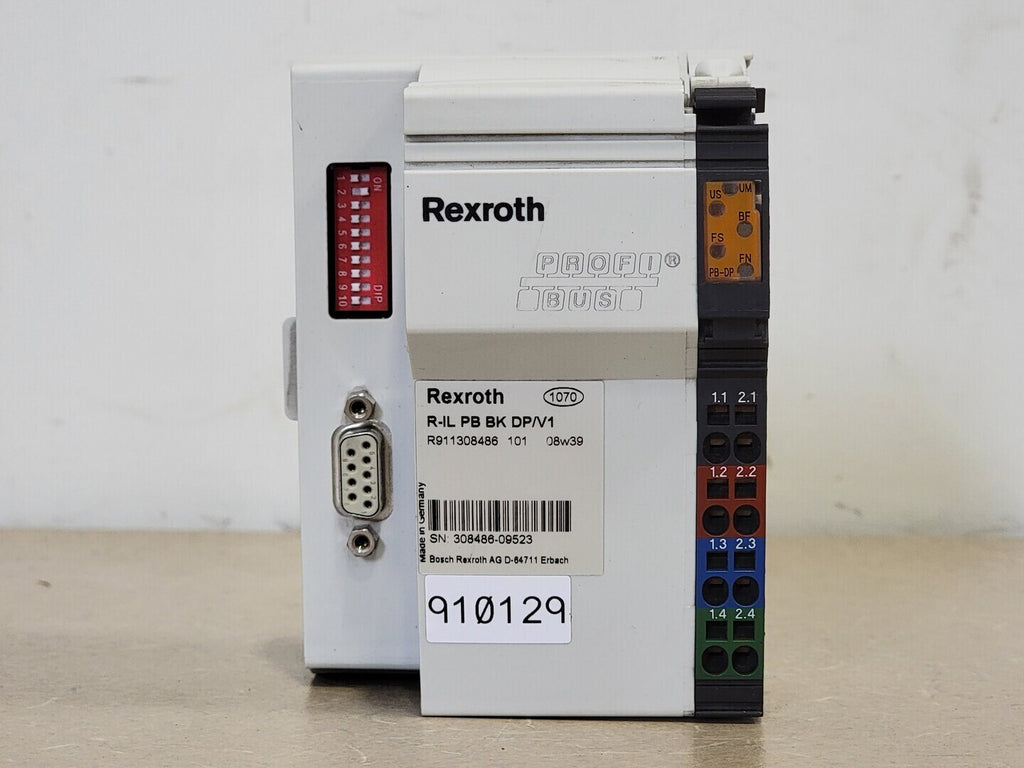 ON
1 2 3 4 5 6 7 8 9 10
DIP
Rexroth
PROFI®
BUS
US UM
BF
FS
FN
PB-DP
Rexroth 1070
R-IL PB BK DP/V1
R911308486 101 08w39
Made in Germany
SN: 308486-09523
Bosch Rexroth AG D-64711 Erbach
910129
1.1 2.1
1.2 2.2
1.3 2.3
1.4 2.4